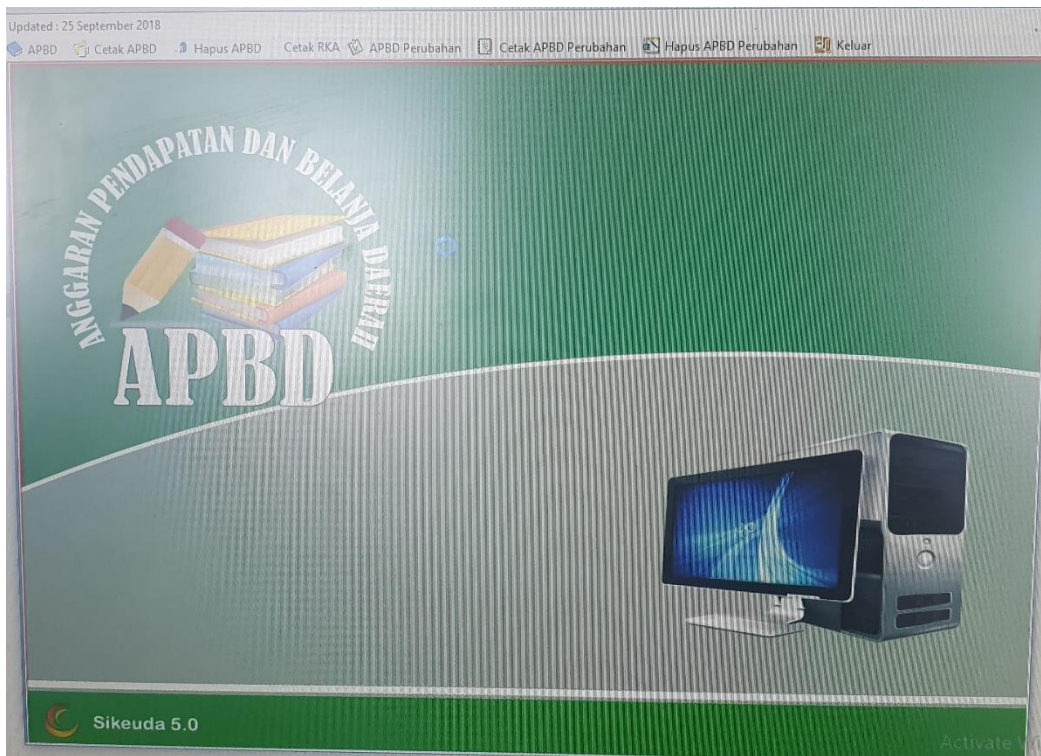 Updated : 25 September 2018
APBD Cetak APBD Hapus APBD Cetak RKA APBD Perubahan Cetak APBD Perubahan Hapus APBD Perubahan Keluar
ANGGARAN PENDAPATAN DAN BELANJA DAERAH
APBD
Sikeuda 5.0
Activate